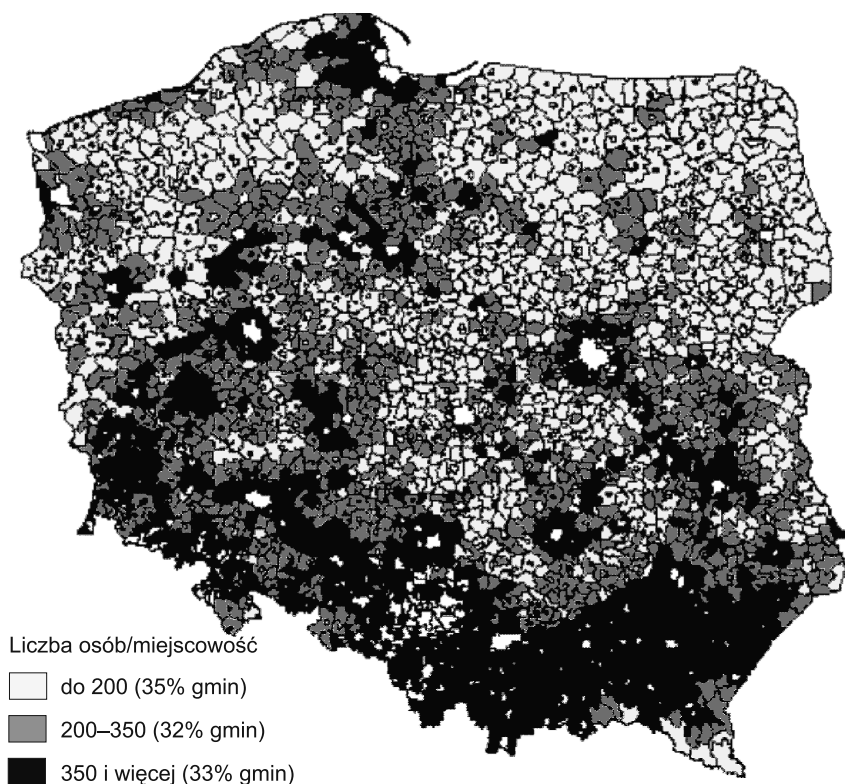 Liczba osób/miejscowość
do 200 (35% gmin)
200–350 (32% gmin)
350 i więcej (33% gmin)